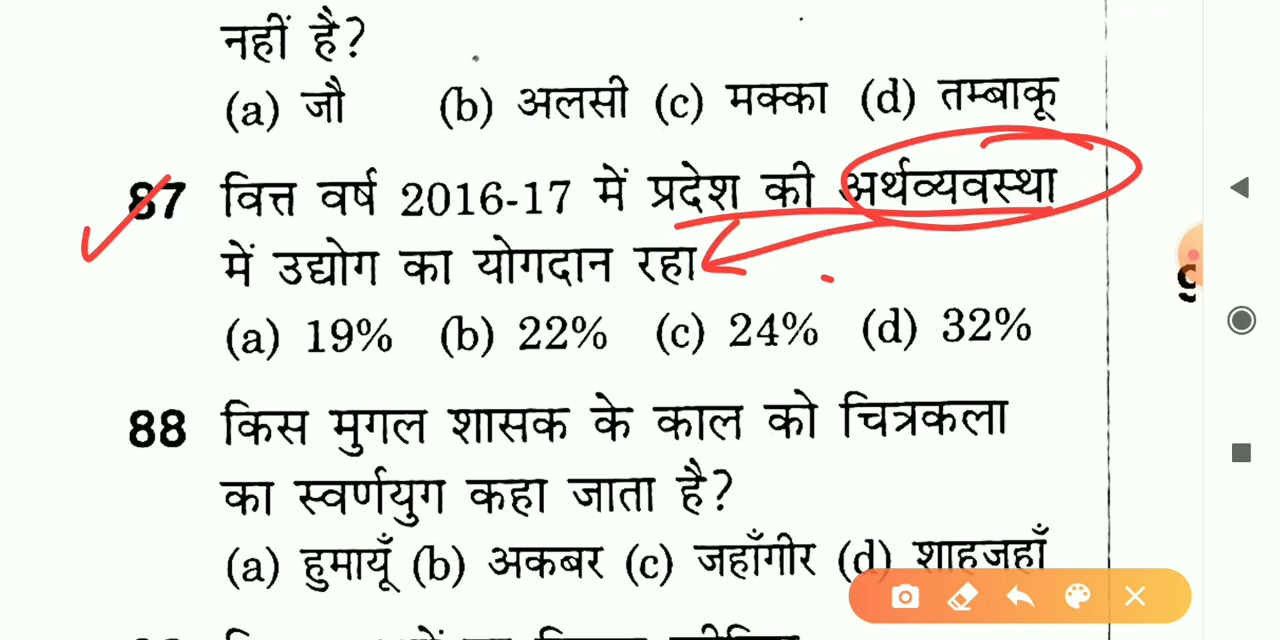 नहीं है?
(a) जौ (b) अलसी (c) मक्का (d) तम्बाकू
87 वित्त वर्ष 2016-17 में प्रदेश की अर्थव्यवस्था
में उद्योग का योगदान रहा
(a) 19% (b) 22% (c) 24% (d) 32%
88 किस मुगल शासक के काल को चित्रकला
का स्वर्णयुग कहा जाता है?
(a) हुमायूँ (b) अकबर (c) जहाँगीर (d) शाहजहाँ